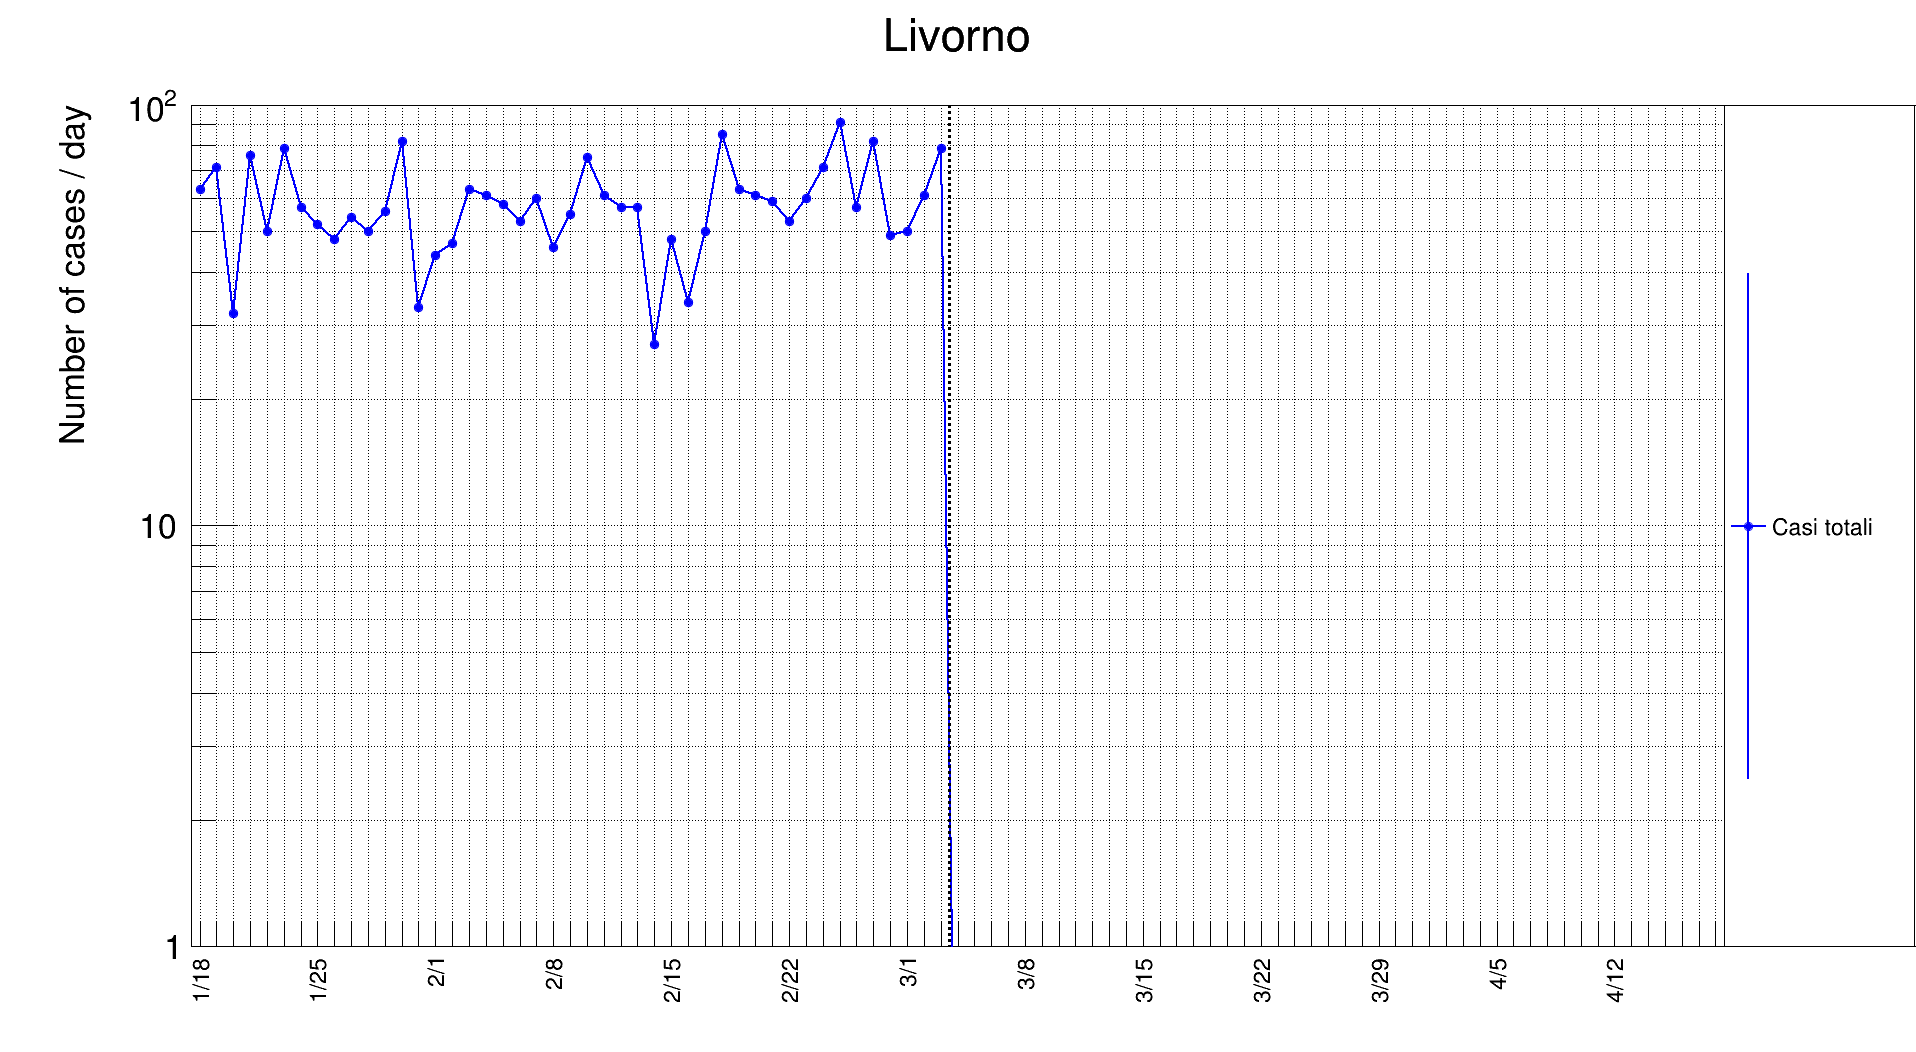 Livorno
Number of cases / day
10²
10
1
1/18 1/25 2/1 2/8 2/15 2/22 3/1 3/8 3/15 3/22 3/29 4/5 4/12
Casi totali